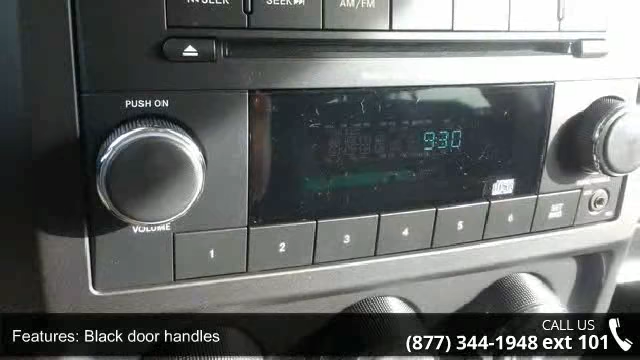 SEEK
SEEK
AM/FM
PUSH ON
9:30
VOLUME
1 2 3 4 5 6
Features: Black door handles
CALL US
(877) 344-1948 ext 101